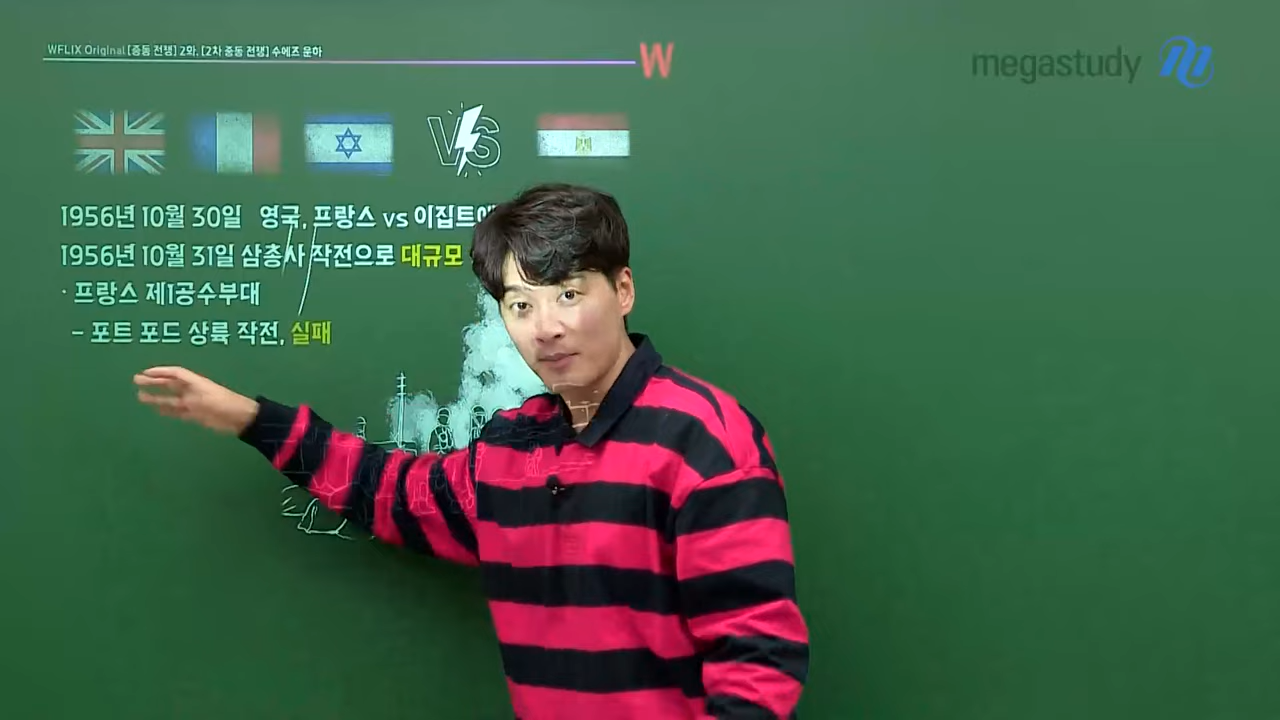 WFLIX Original [중동 전쟁] 2화. [2차 중동 전쟁] 수에즈 운하
W
megastudy
VS
1956년 10월 30일 영국, 프랑스 vs 이집트에
1956년 10월 31일 삼총사 작전으로 대규모
· 프랑스 제1공수부대
– 포트 포드 상륙 작전, 실패